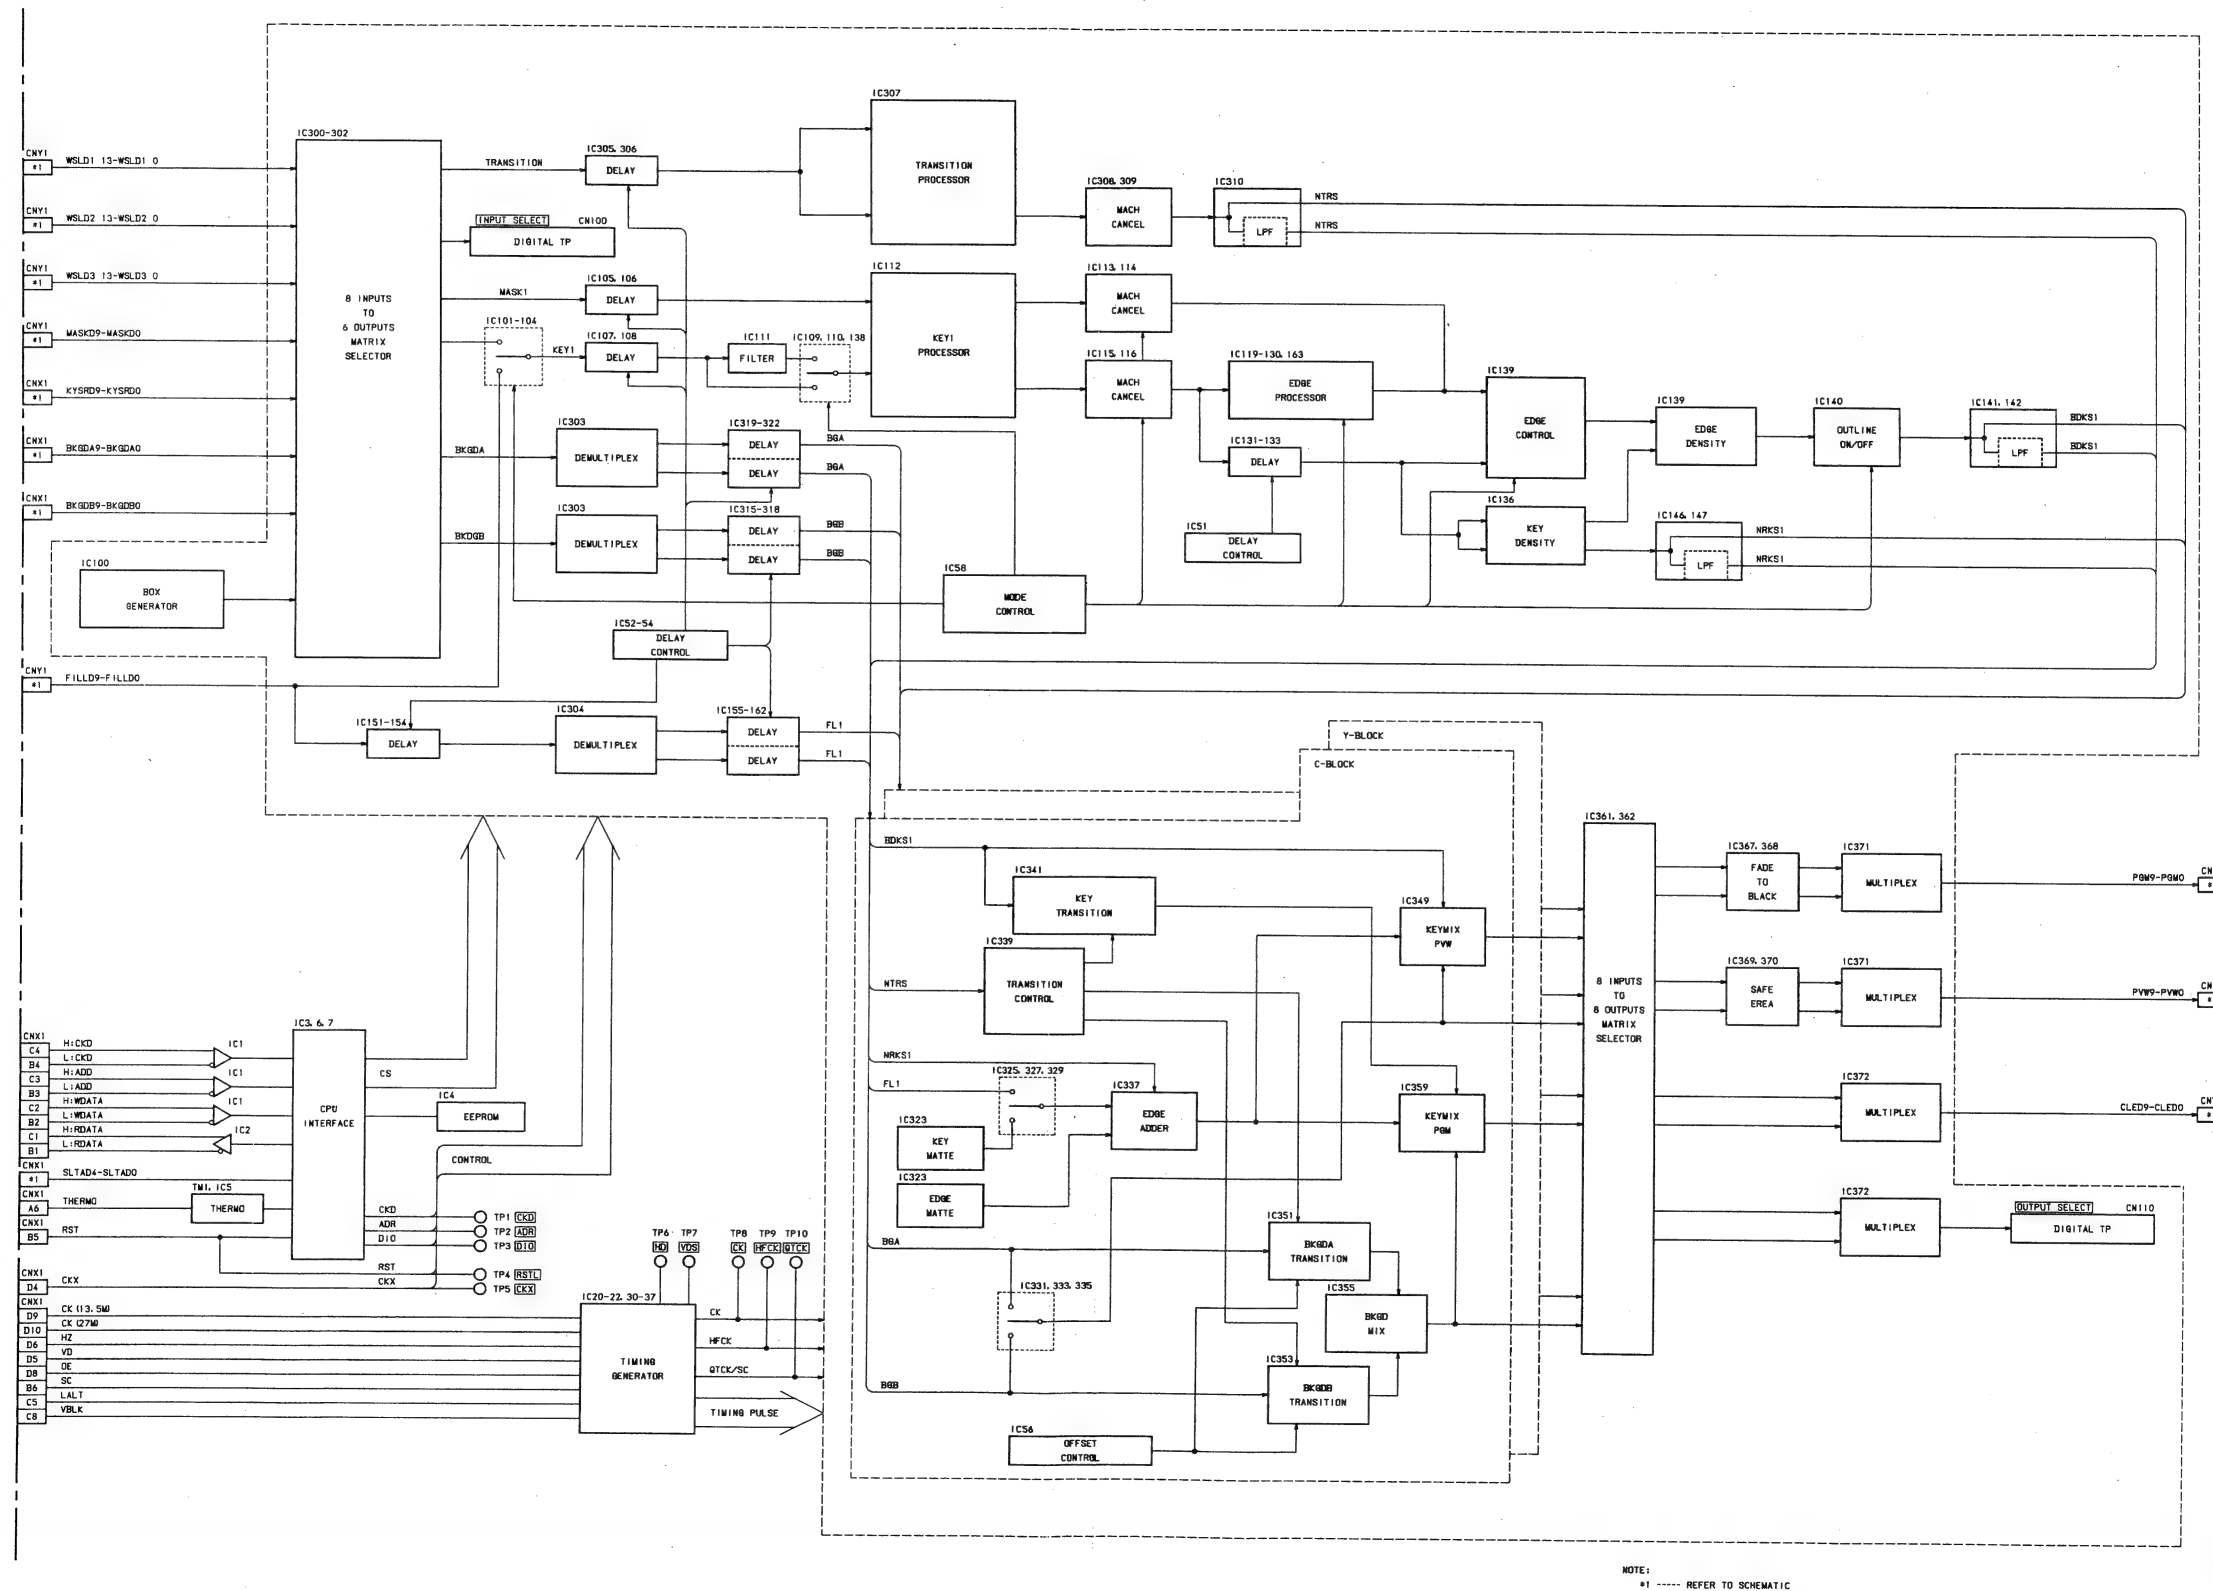 IC307
TRANSITION
PROCESSOR
IC300-302
8 INPUTS
TO
6 OUTPUTS
MATRIX
SELECTOR
CNY1
*1
WSLD1 13-WSLD1 0
CNY1
*1
WSLD2 13-WSLD2 0
CNY1
*1
WSLD3 13-WSLD3 0
CNY1
*1
MASKD9-MASKD0
CNX1
*1
KYSRD9-KYSRD0
CNX1
*1
BKGDA9-BKGDA0
CNX1
*1
BKGDB9-BKGDB0
IC100
BOX
GENERATOR
CNY1
*1
FILLD9-FILLD0
TRANSITION
IC305, 306
DELAY
INPUT SELECT
CN100
DIGITAL TP
MASK1
IC105, 106
DELAY
IC101-104
KEY1
IC107, 108
DELAY
IC111
FILTER
IC109, 110, 138
IC112
KEY1
PROCESSOR
IC308, 309
MACH
CANCEL
IC310
LPF
NTRS
NTRS
IC113, 114
MACH
CANCEL
IC115, 116
MACH
CANCEL
IC119-130, 163
EDGE
PROCESSOR
IC131-133
DELAY
IC51
DELAY
CONTROL
IC139
EDGE
CONTROL
IC136
KEY
DENSITY
IC139
EDGE
DENSITY
IC140
OUTLINE
ON/OFF
IC141, 142
LPF
BDKS1
BDKS1
IC146, 147
LPF
NRKS1
NRKS1
BKGDA
IC303
DEMULTIPLEX
IC319-322
DELAY
DELAY
BGA
BGA
BKDGB
IC303
DEMULTIPLEX
IC315-318
DELAY
DELAY
BGB
BGB
IC58
MODE
CONTROL
IC52-54
DELAY
CONTROL
IC151-154
DELAY
IC304
DEMULTIPLEX
IC155-162
DELAY
DELAY
FL1
FL1
Y-BLOCK
C-BLOCK
BDKS1
IC341
KEY
TRANSITION
IC339
TRANSITION
CONTROL
NTRS
NRKS1
FL1
IC325, 327, 329
IC323
KEY
MATTE
IC323
EDGE
MATTE
IC337
EDGE
ADDER
IC349
KEYMIX
PVW
IC359
KEYMIX
PGM
BGA
IC331, 333, 335
BGB
IC351
BKGDA
TRANSITION
IC355
BKGD
MIX
IC353
BKGDB
TRANSITION
IC56
OFFSET
CONTROL
IC361, 362
8 INPUTS
TO
8 OUTPUTS
MATRIX
SELECTOR
IC367, 368
FADE
TO
BLACK
IC371
MULTIPLEX
PGM9-PGM0
CN
*
IC369, 370
SAFE
EREA
IC371
MULTIPLEX
PVW9-PVW0
CN
*
IC372
MULTIPLEX
CLED9-CLED0
*
IC372
MULTIPLEX
OUTPUT SELECT
CN110
DIGITAL TP
CNX1
C4
H:CKD
B4
L:CKD
C3
H:ADD
B3
L:ADD
C2
H:WDATA
B2
L:WDATA
C1
H:RDATA
B1
L:RDATA
IC1
IC1
IC1
IC2
CNX1
*1
SLTAD4-SLTAD0
CNX1
A6
THERMO
TM1, IC5
THERMO
CNX1
B5
RST
IC3, 6, 7
CPU
INTERFACE
CS
IC4
EEPROM
CONTROL
CKD
TP1 CKD
ADR
TP2 ADR
DIO
TP3 DIO
RST
TP4 RSTL
CNX1
D4
CKX
CKX
TP5 CKX
CNX1
D9
CK (13.5M)
D10
CK (27M)
D6
HZ
D5
VD
D8
OE
B6
SC
C5
LALT
C8
VBLK
IC20-22, 30-37
TIMING
GENERATOR
TP6
HD
TP7
VDS
TP8
CK
TP9
HFCK
TP10
QTCK
CK
HFCK
QTCK/SC
TIMING PULSE
NOTE:
*1 ----- REFER TO SCHEMATIC